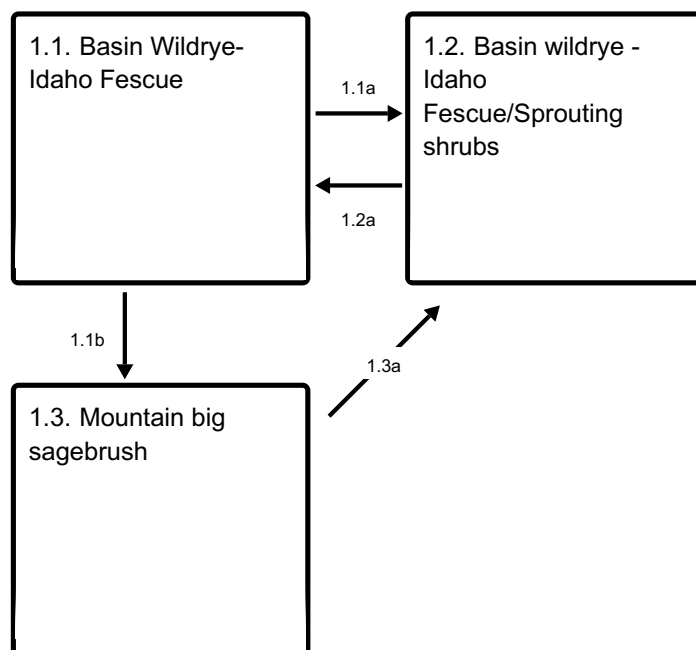 1.1. Basin Wildrye-
Idaho Fescue
1.1a
1.2. Basin wildrye -
Idaho
Fescue/Sprouting
shrubs
1.2a
1.1b
1.3a
1.3. Mountain big
sagebrush